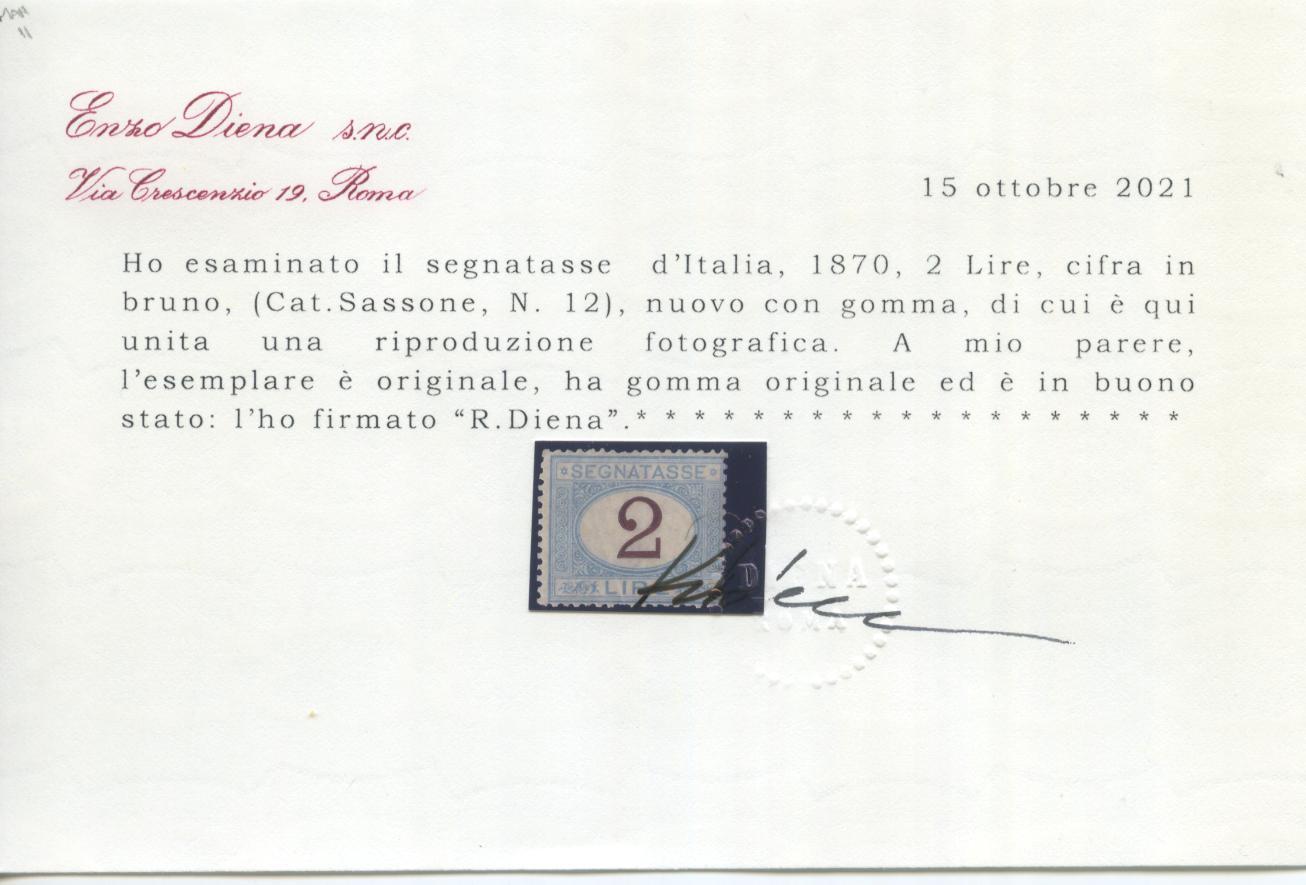 Enzo Diena s.n.c.
Via Crescenzio 19, Roma
15 ottobre 2021
Ho esaminato il segnatasse d'Italia, 1870, 2 Lire, cifra in
bruno, (Cat.Sassone, N. 12), nuovo con gomma, di cui è qui
unita una riproduzione fotografica. A mio parere,
l'esemplare è originale, ha gomma originale ed è in buono
stato: l'ho firmato “R.Diena”.* * * * * * * * * * * * * * * * * * *
SEGNATASSE
2
LIRE